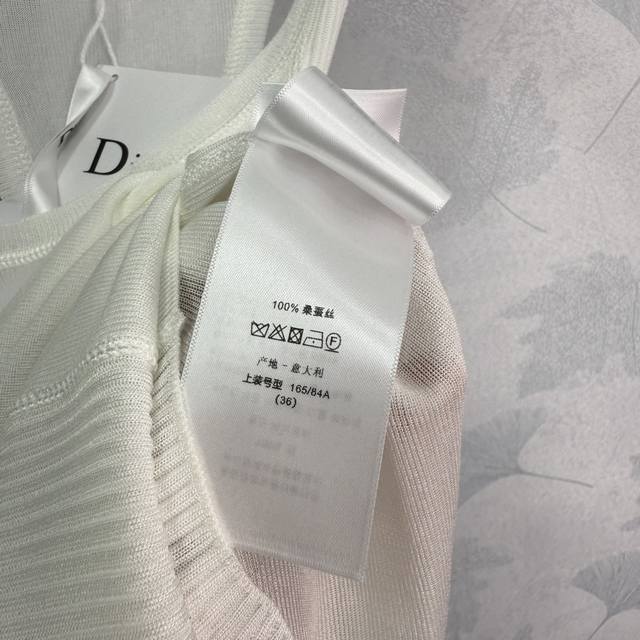 Di
100% 桑蚕丝
F
产地 - 意大利
上装号型 165/84A
(36)